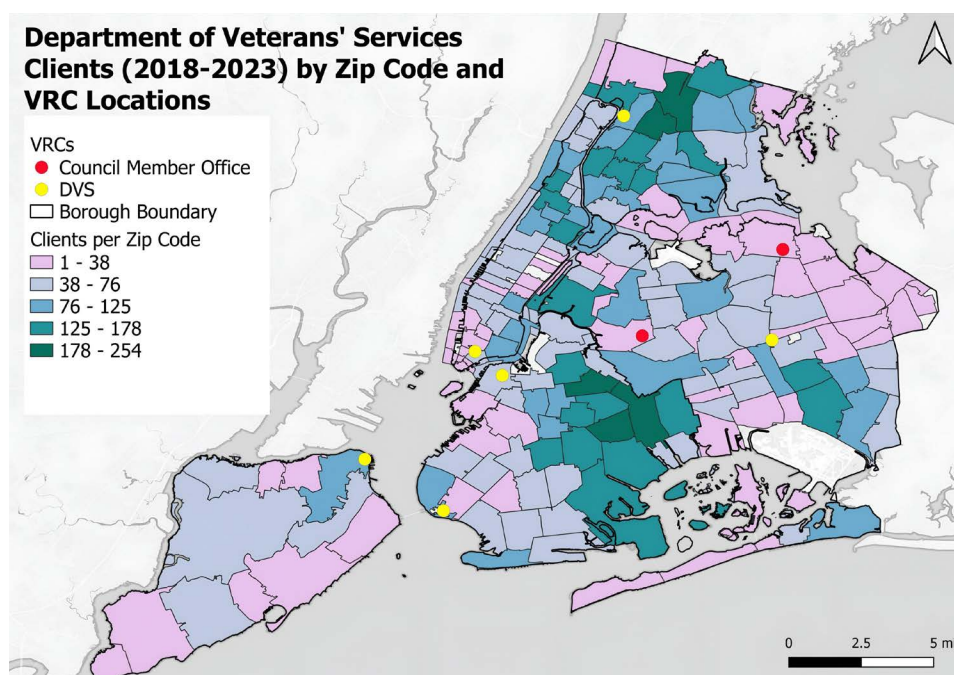 Department of Veterans' Services
Clients (2018-2023) by Zip Code and
VRC Locations
VRCs
Council Member Office
DVS
Borough Boundary
Clients per Zip Code
1 - 38
38 - 76
76 - 125
125 - 178
178 - 254
0 2.5 5 m